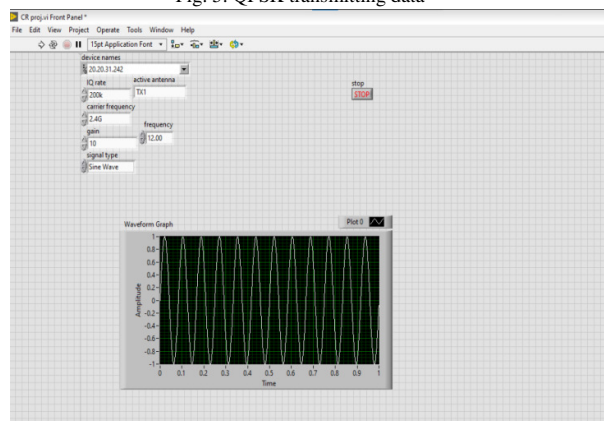 Fig. 5. QPSK transmitting data
CR proj.vi Front Panel *
File Edit View Project Operate Tools Window Help
15pt Application Font
device names
20.20.31.242
IQ rate active antenna
200k TX1
stop
STOP
carrier frequency
2.4G
frequency
gain
12.00
10
signal type
Sine Wave
Waveform Graph Plot 0
Amplitude
1
0.8
0.6
0.4
0.2
0
-0.2
-0.4
-0.6
-0.8
-1
0 0.1 0.2 0.3 0.4 0.5 0.6 0.7 0.8 0.9 1
Time